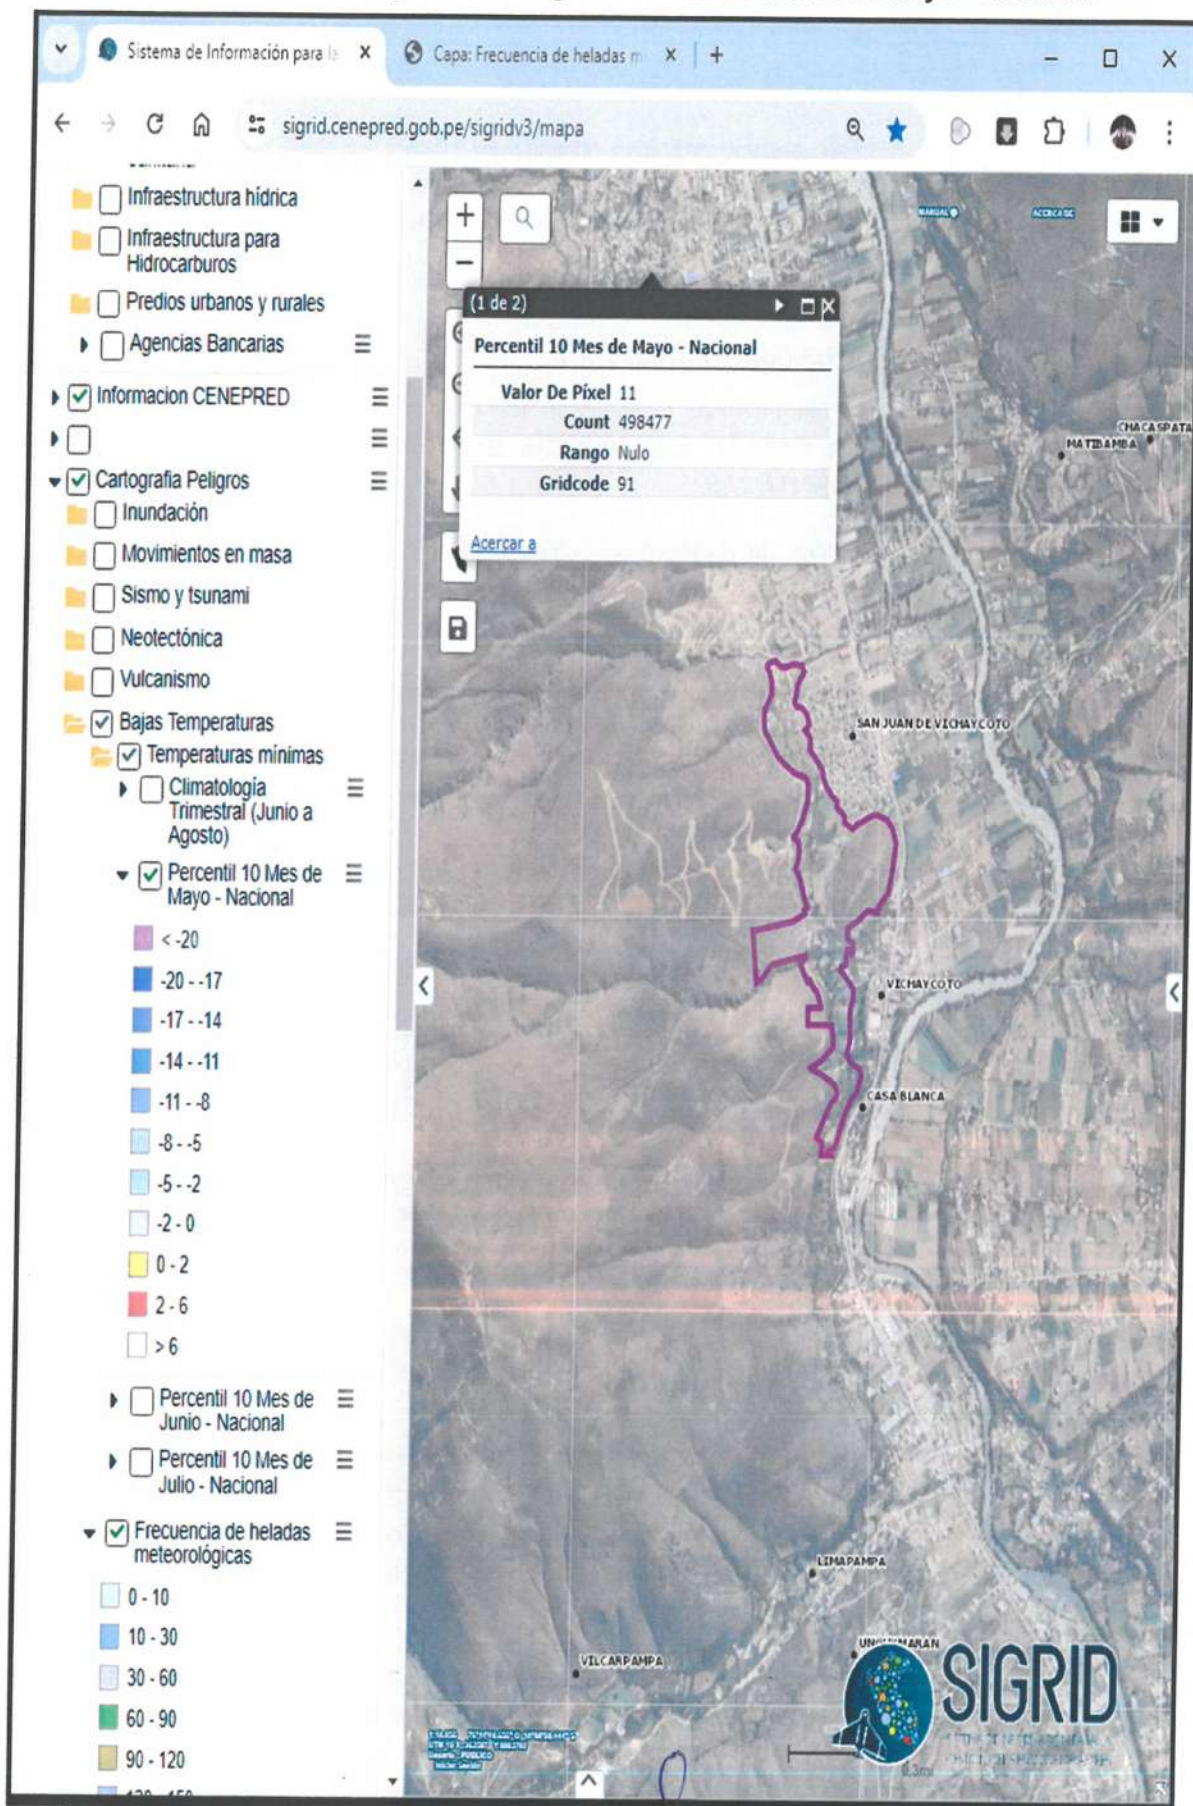 Sistema de Información para la
Capa: Frecuencia de heladas m
sigrid.cenepred.gob.pe/sigridv3/mapa
Infraestructura hídrica
Infraestructura para
Hidrocarburos
Predios urbanos y rurales
Agencias Bancarias
Informacion CENEPRED
Cartografia Peligros
Inundación
Movimientos en masa
Sismo y tsunami
Neotectónica
Vulcanismo
Bajas Temperaturas
Temperaturas mínimas
Climatología
Trimestral (Junio a
Agosto)
Percentil 10 Mes de
Mayo - Nacional
< -20
-20 - -17
-17 - -14
-14 - -11
-11 - -8
-8 - -5
-5 - -2
-2 - 0
0 - 2
2 - 6
> 6
Percentil 10 Mes de
Junio - Nacional
Percentil 10 Mes de
Julio - Nacional
Frecuencia de heladas
meteorológicas
0 - 10
10 - 30
30 - 60
60 - 90
90 - 120
MANUAL
ACERCA DE
(1 de 2)
Percentil 10 Mes de Mayo - Nacional
Valor De Píxel 11
Count 498477
Rango Nulo
Gridcode 91
Acercar a
CHACASPATA
MATIBAMBA
SAN JUAN DE VICHAYCOTO
VICHAYCOTO
CASA BLANCA
LIMAPAMPA
VILCARPAMPA
SIGRID
0.3mi